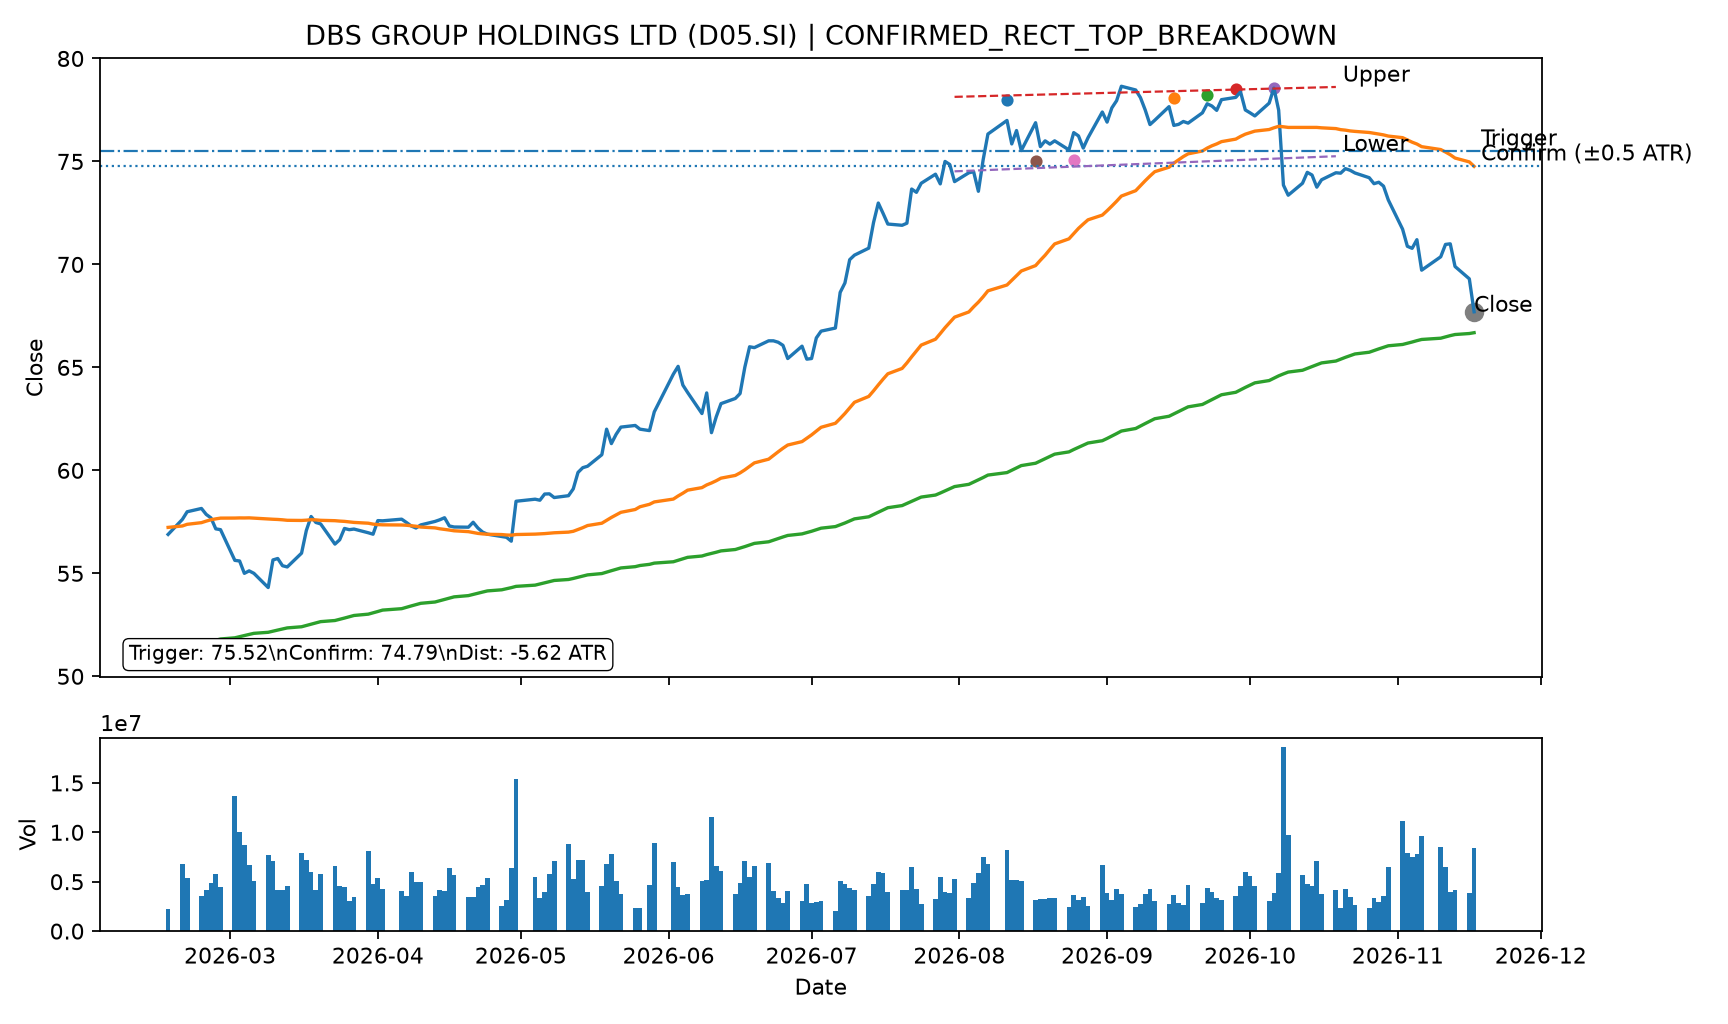 DBS GROUP HOLDINGS LTD (D05.SI) | CONFIRMED_RECT_TOP_BREAKDOWN
80
75
70
65
60
55
50
Close
Upper
Lower
Trigger
Confirm (±0.5 ATR)
Close
Trigger: 75.52\nConfirm: 74.79\nDist: -5.62 ATR
1e7
1.5
1.0
0.5
0.0
Vol
2026-03 2026-04 2026-05 2026-06 2026-07 2026-08 2026-09 2026-10 2026-11 2026-12
Date